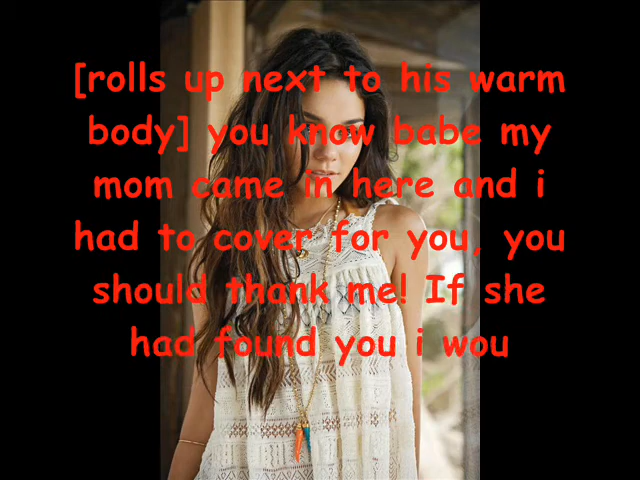 [rolls up next to his warm
body] you know babe my
mom came in here and i
had to cover for you, you
should thank me! If she
had found you i wou